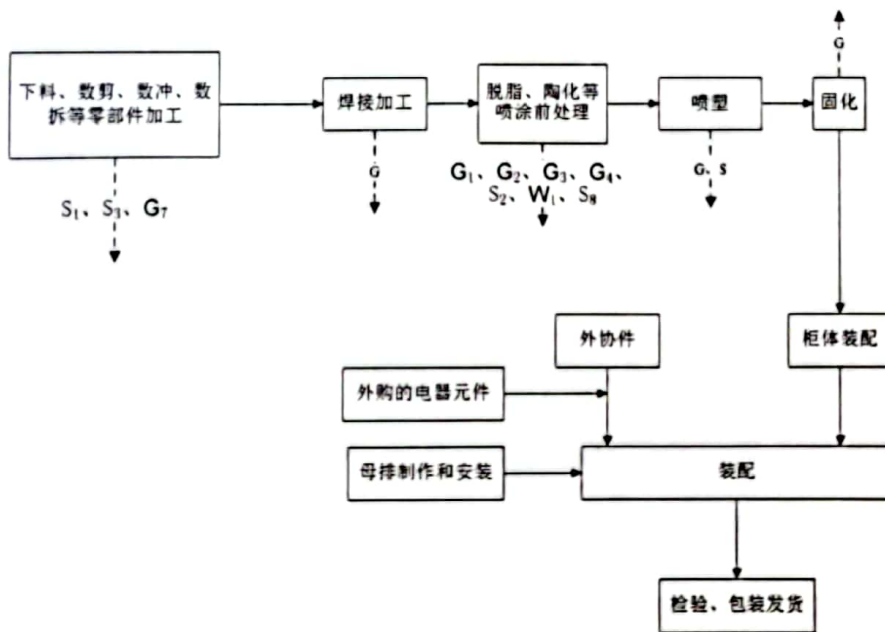 G
下料、数剪、数冲、数
拆等零部件加工
焊接加工
脱脂、陶化等
喷涂前处理
喷塑
固化
G
G₁、G₂、G₃、G₄、
S₂、W₁、S₈
G、S
S₁、S₃、G₇
外协件
柜体装配
外购的电器元件
母排制作和安装
装配
检验、包装发货